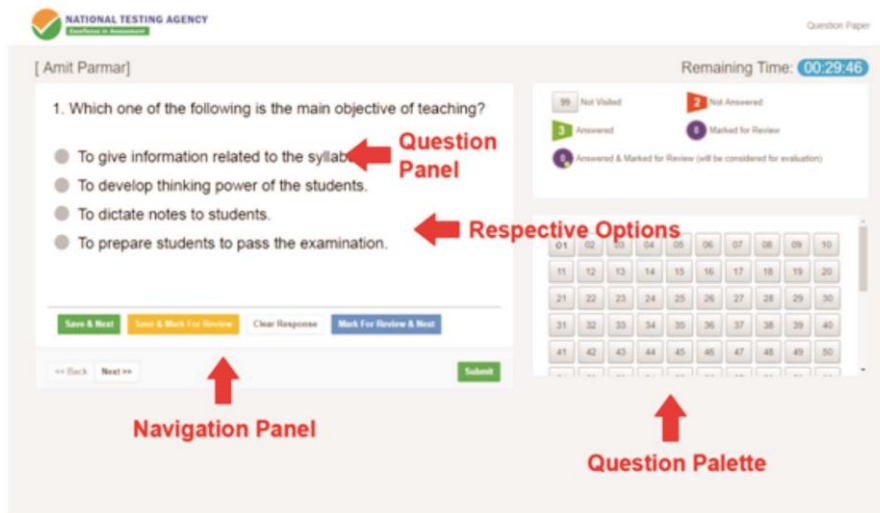 NATIONAL TESTING AGENCY
Excellence in Assessment
Question Paper
[ Amit Parmar]
Remaining Time: 00:29:46
1. Which one of the following is the main objective of teaching?
To give information related to the
To develop thinking power of the students.
To dictate notes to students.
To prepare students to pass the examination.
Question
Panel
Respective Options
Save & Next Save & Mark For Review Clear Response Mark For Review & Next
<< Back Next >> Submit
Navigation Panel
99 Not Visited 2 Not Answered
3 Answered 0 Marked for Review
0 Answered & Marked for Review (will be considered for evaluation)
01 02 03 04 05 06 07 08 09 10
11 12 13 14 15 16 17 18 19 20
21 22 23 24 25 26 27 28 29 30
31 32 33 34 35 36 37 38 39 40
41 42 43 44 45 46 47 48 49 50
Question Palette